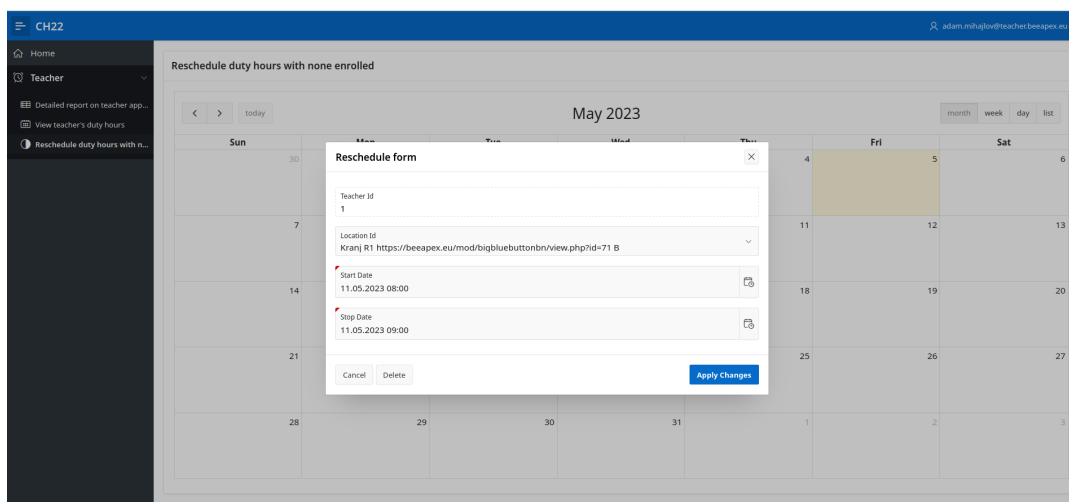 CH22
adam.mihajlov@teacher.beeapex.eu
Home
Teacher
Detailed report on teacher app...
View teacher's duty hours
Reschedule duty hours with n...
Reschedule duty hours with none enrolled
today
May 2023
month week day list
Sun Mon Tue Wed Thu Fri Sat
30 4 5 6
Reschedule form
Teacher Id
1
7 11 12 13
Location Id
Kranj R1 https://beeapex.eu/mod/bigbluebuttonbn/view.php?id=71 B
Start Date
11.05.2023 08:00
14 18 19 20
Stop Date
11.05.2023 09:00
21 25 26 27
Cancel Delete Apply Changes
28 29 30 31 1 2 3